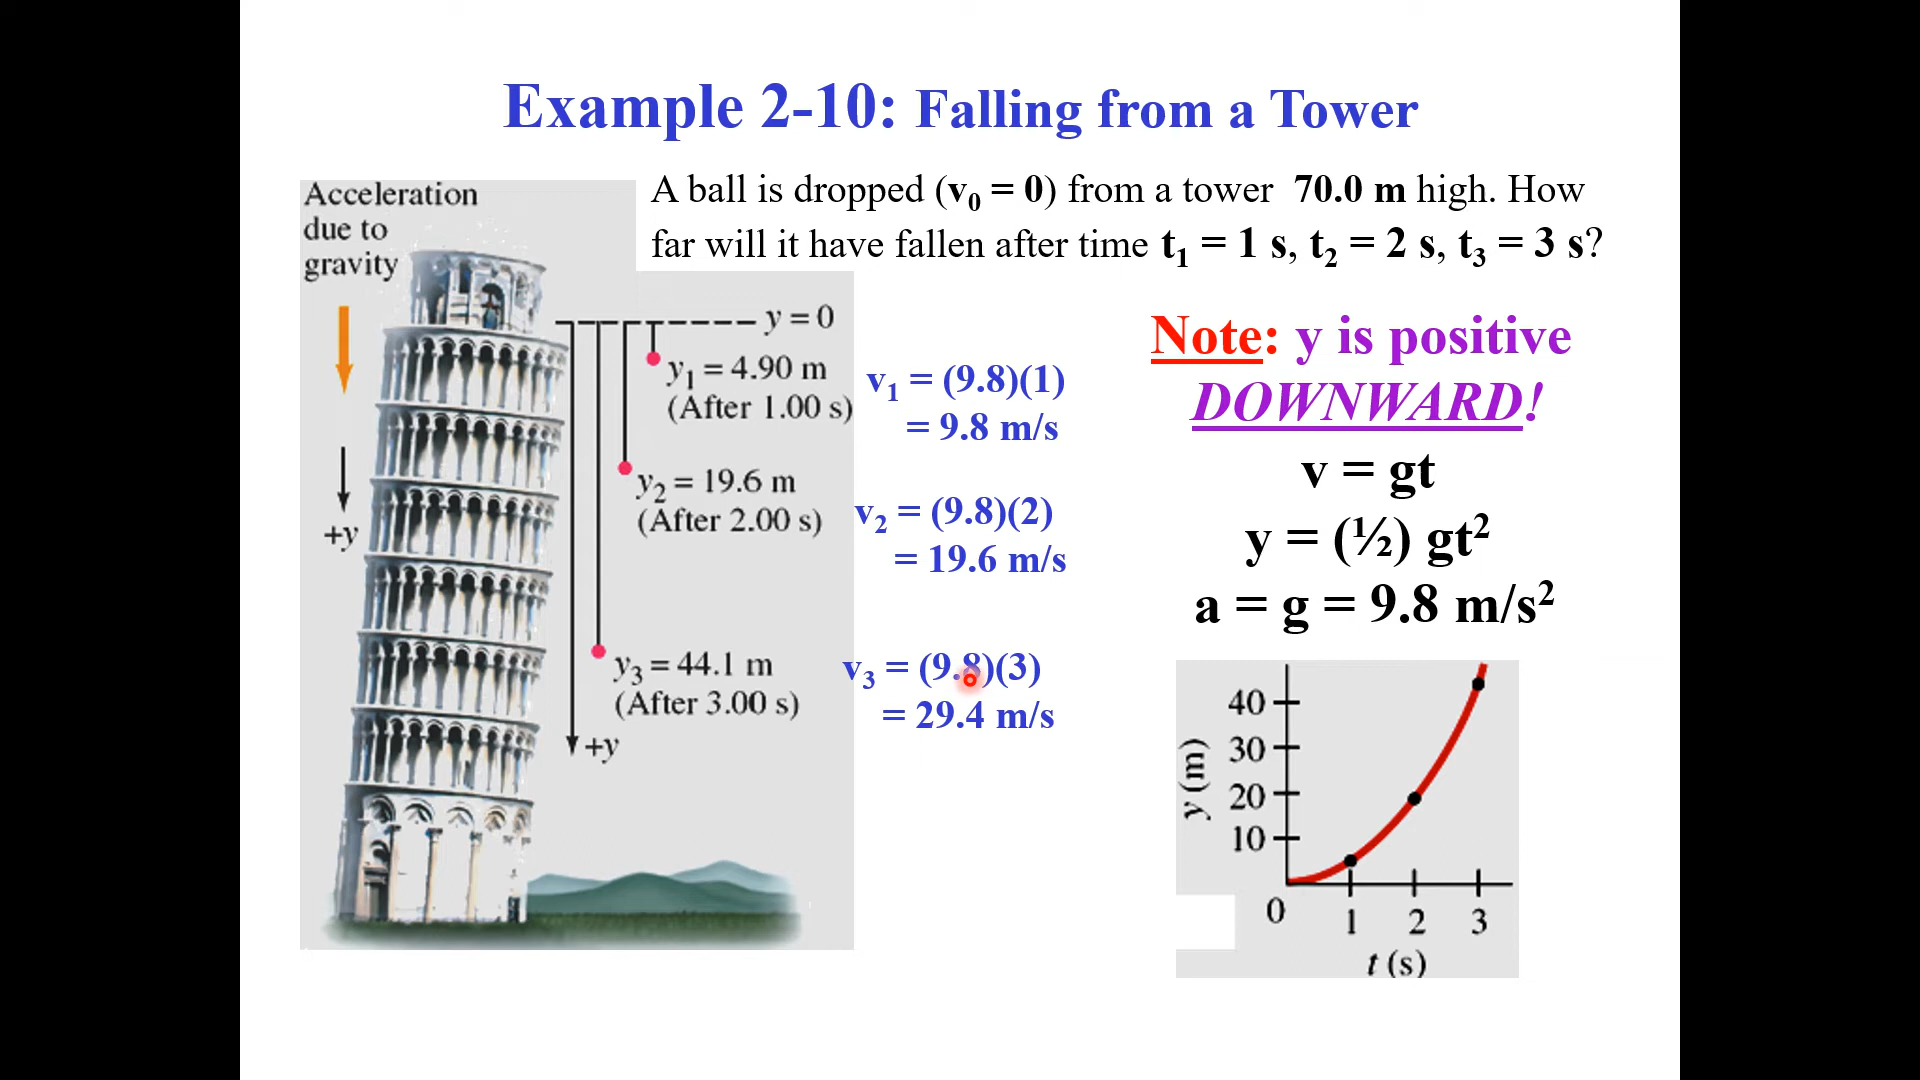 Example 2-10: Falling from a Tower
A ball is dropped (v₀ = 0) from a tower 70.0 m high. How
far will it have fallen after time t₁ = 1 s, t₂ = 2 s, t₃ = 3 s?
Acceleration
due to
gravity
+y
y = 0
y₁ = 4.90 m
(After 1.00 s)
y₂ = 19.6 m
(After 2.00 s)
y₃ = 44.1 m
(After 3.00 s)
+y
v₁ = (9.8)(1)
= 9.8 m/s
v₂ = (9.8)(2)
= 19.6 m/s
v₃ = (9.8)(3)
= 29.4 m/s
Note: y is positive
DOWNWARD!
v = gt
y = (½) gt²
a = g = 9.8 m/s²
y (m)
40
30
20
10
0
1 2 3
t (s)